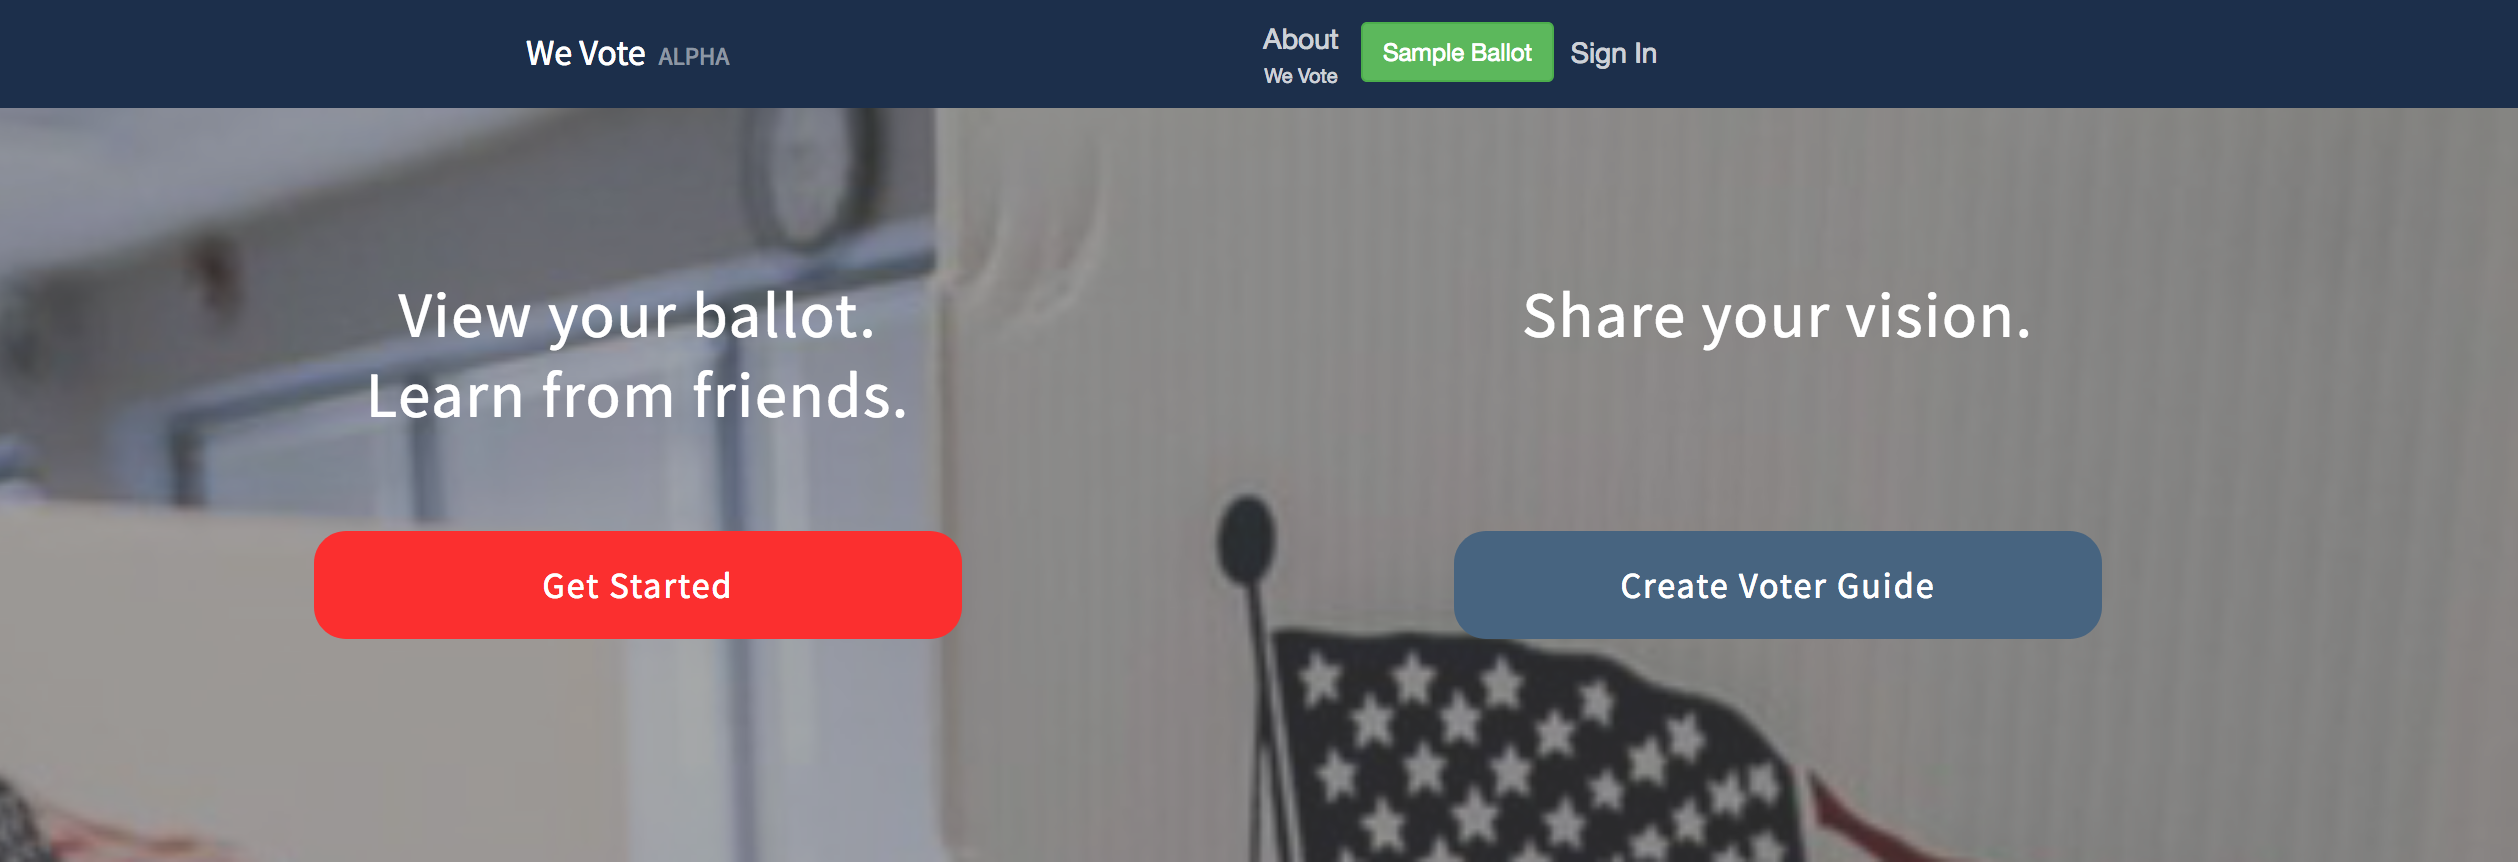 We Vote ALPHA
About
We Vote
Sample Ballot
Sign In
View your ballot.
Learn from friends.
Get Started
Share your vision.
Create Voter Guide